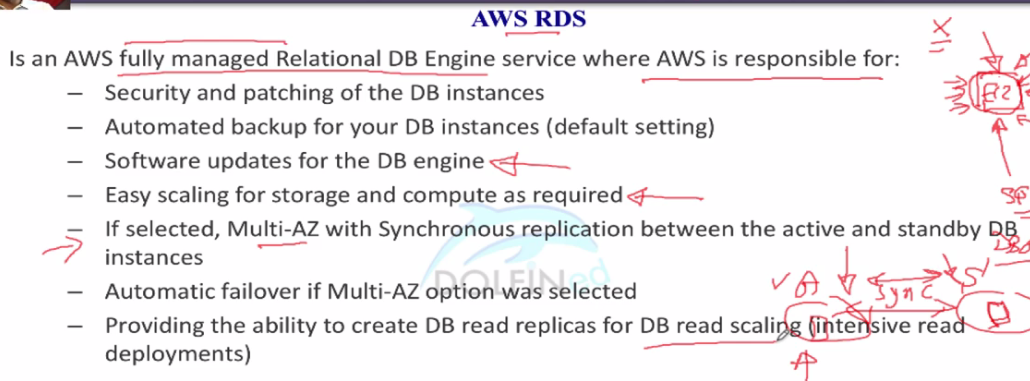 AWS RDS
Is an AWS fully managed Relational DB Engine service where AWS is responsible for:
– Security and patching of the DB instances
– Automated backup for your DB instances (default setting)
– Software updates for the DB engine
– Easy scaling for storage and compute as required
– If selected, Multi-AZ with Synchronous replication between the active and standby DB
instances
– Automatic failover if Multi-AZ option was selected
– Providing the ability to create DB read replicas for DB read scaling (intensive read
deployments)
X
DOLFINed
A
Sync
S